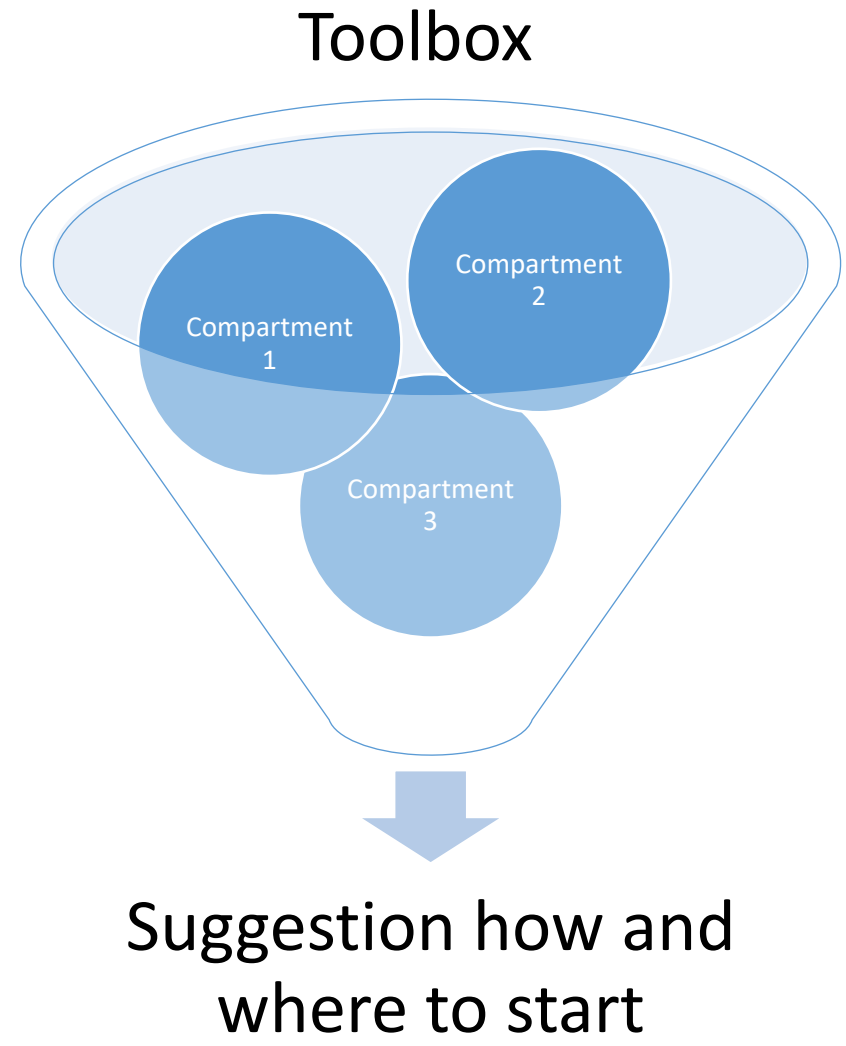 Toolbox
Compartment
2
Compartment
1
Compartment
3
Suggestion how and
where to start